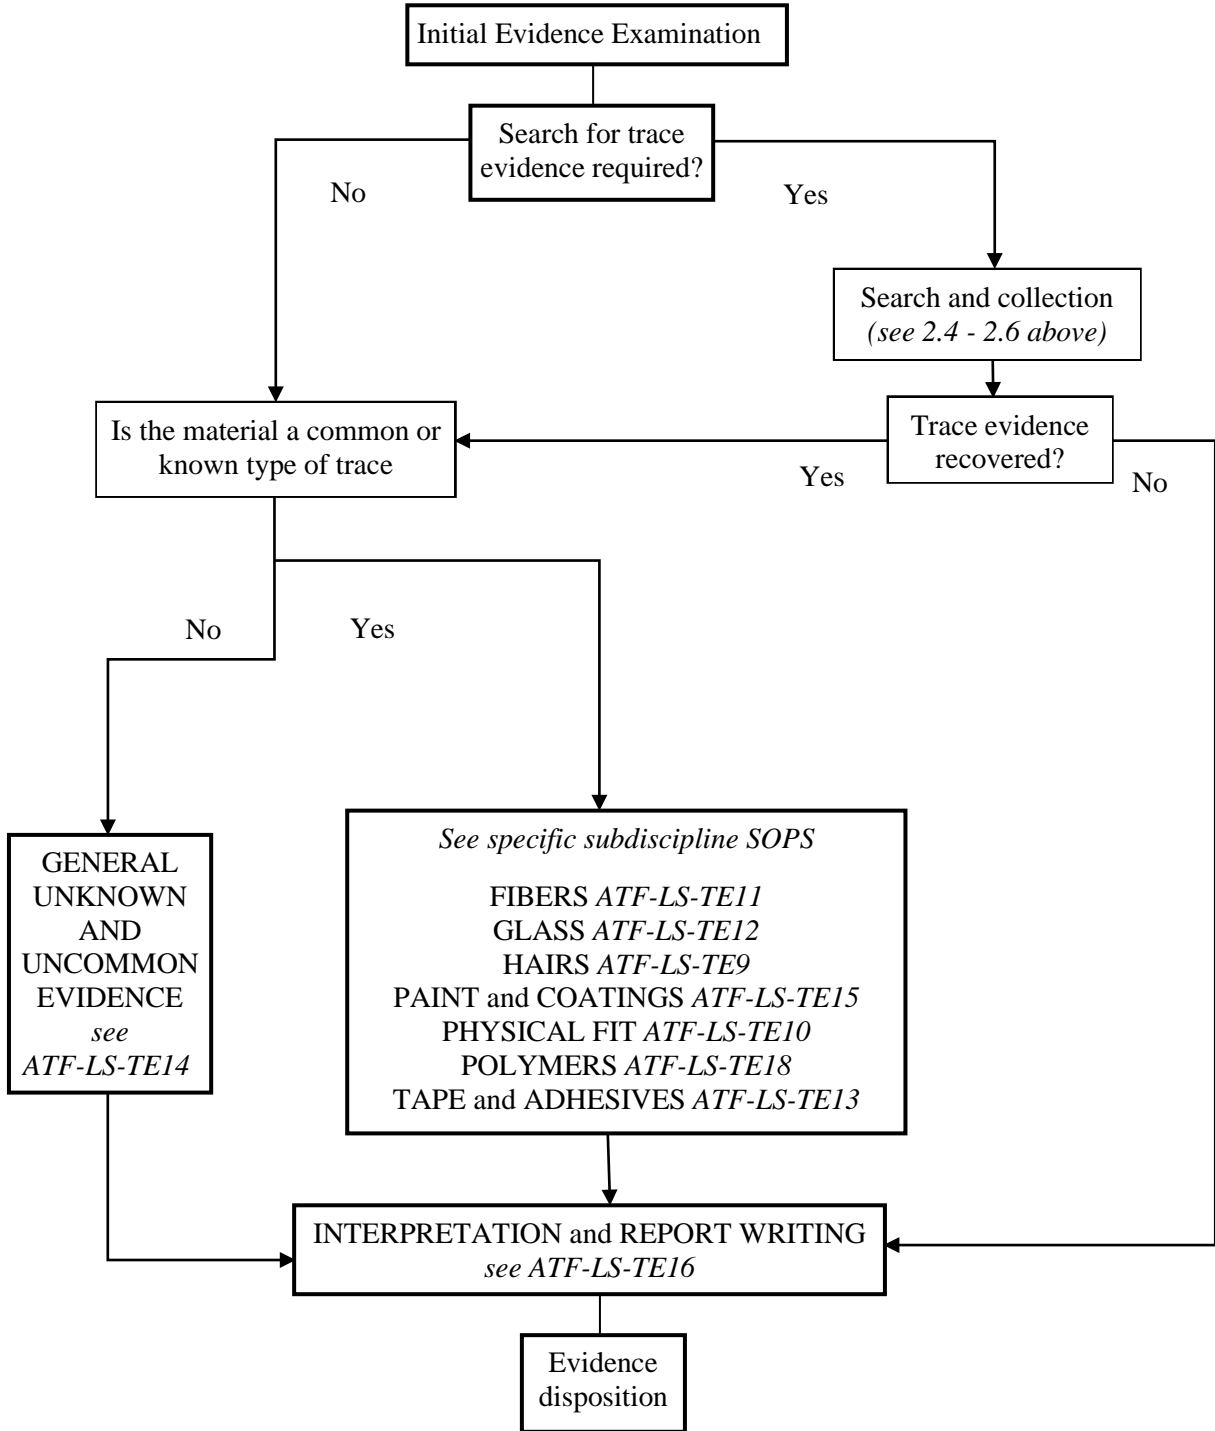 Initial Evidence Examination
Search for trace
evidence required?
No
Yes
Search and collection
(see 2.4 - 2.6 above)
Is the material a common or
known type of trace
Trace evidence
recovered?
Yes
No
No
Yes
GENERAL
UNKNOWN
AND
UNCOMMON
EVIDENCE
see
ATF-LS-TE14
See specific subdiscipline SOPS
FIBERS ATF-LS-TE11
GLASS ATF-LS-TE12
HAIRS ATF-LS-TE9
PAINT and COATINGS ATF-LS-TE15
PHYSICAL FIT ATF-LS-TE10
POLYMERS ATF-LS-TE18
TAPE and ADHESIVES ATF-LS-TE13
INTERPRETATION and REPORT WRITING
see ATF-LS-TE16
Evidence
disposition